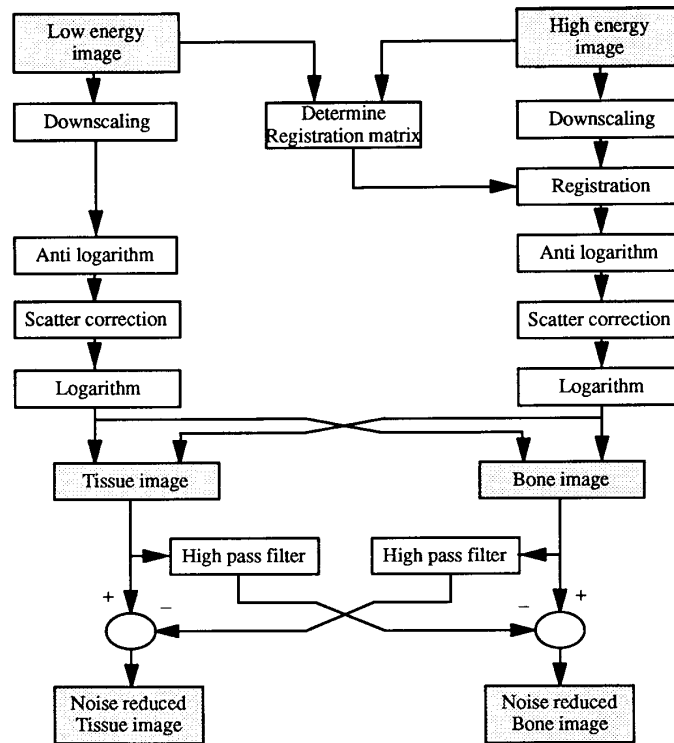 Low energy
image
High energy
image
Downscaling
Determine
Registration matrix
Downscaling
Registration
Anti logarithm
Anti logarithm
Scatter correction
Scatter correction
Logarithm
Logarithm
Tissue image
Bone image
High pass filter
High pass filter
+
−
−
+
Noise reduced
Tissue image
Noise reduced
Bone image